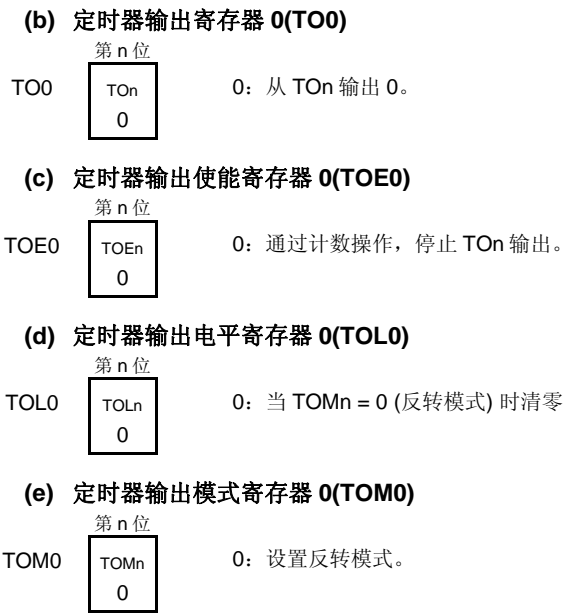 (b) 定时器输出寄存器 0(TO0)
第 n 位
TO0 TOn 0：从 TOn 输出 0。
0
(c) 定时器输出使能寄存器 0(TOE0)
第 n 位
TOE0 TOEn 0：通过计数操作，停止 TOn 输出。
0
(d) 定时器输出电平寄存器 0(TOL0)
第 n 位
TOL0 TOLn 0：当 TOMn = 0 (反转模式) 时清零
0
(e) 定时器输出模式寄存器 0(TOM0)
第 n 位
TOM0 TOMn 0：设置反转模式。
0